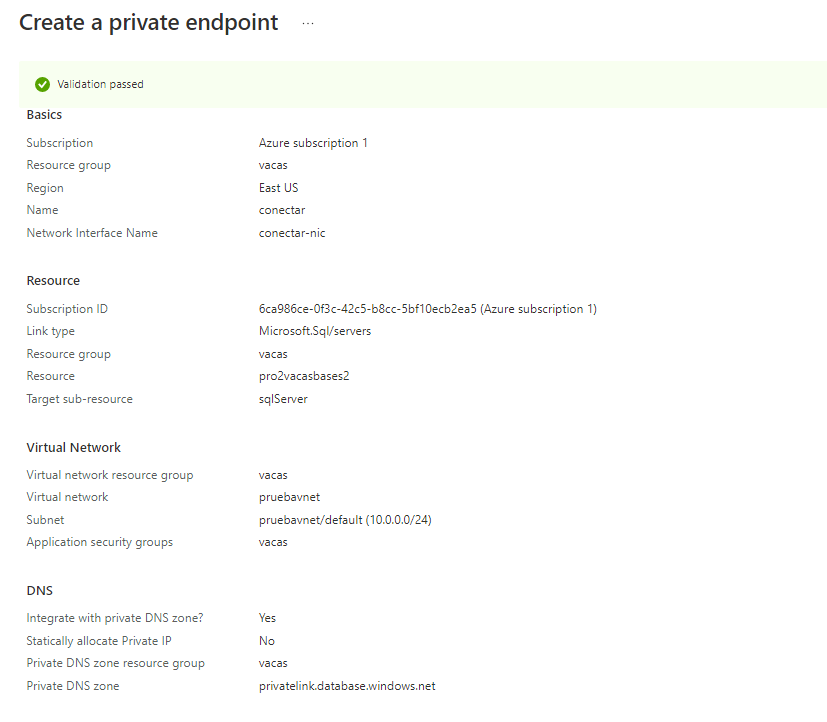 Create a private endpoint ...
Validation passed
Basics
Subscription Azure subscription 1
Resource group vacas
Region East US
Name conectar
Network Interface Name conectar-nic
Resource
Subscription ID 6ca986ce-0f3c-42c5-b8cc-5bf10ecb2ea5 (Azure subscription 1)
Link type Microsoft.Sql/servers
Resource group vacas
Resource pro2vacasbases2
Target sub-resource sqlServer
Virtual Network
Virtual network resource group vacas
Virtual network pruebavnet
Subnet pruebavnet/default (10.0.0.0/24)
Application security groups vacas
DNS
Integrate with private DNS zone? Yes
Statically allocate Private IP No
Private DNS zone resource group vacas
Private DNS zone privatelink.database.windows.net